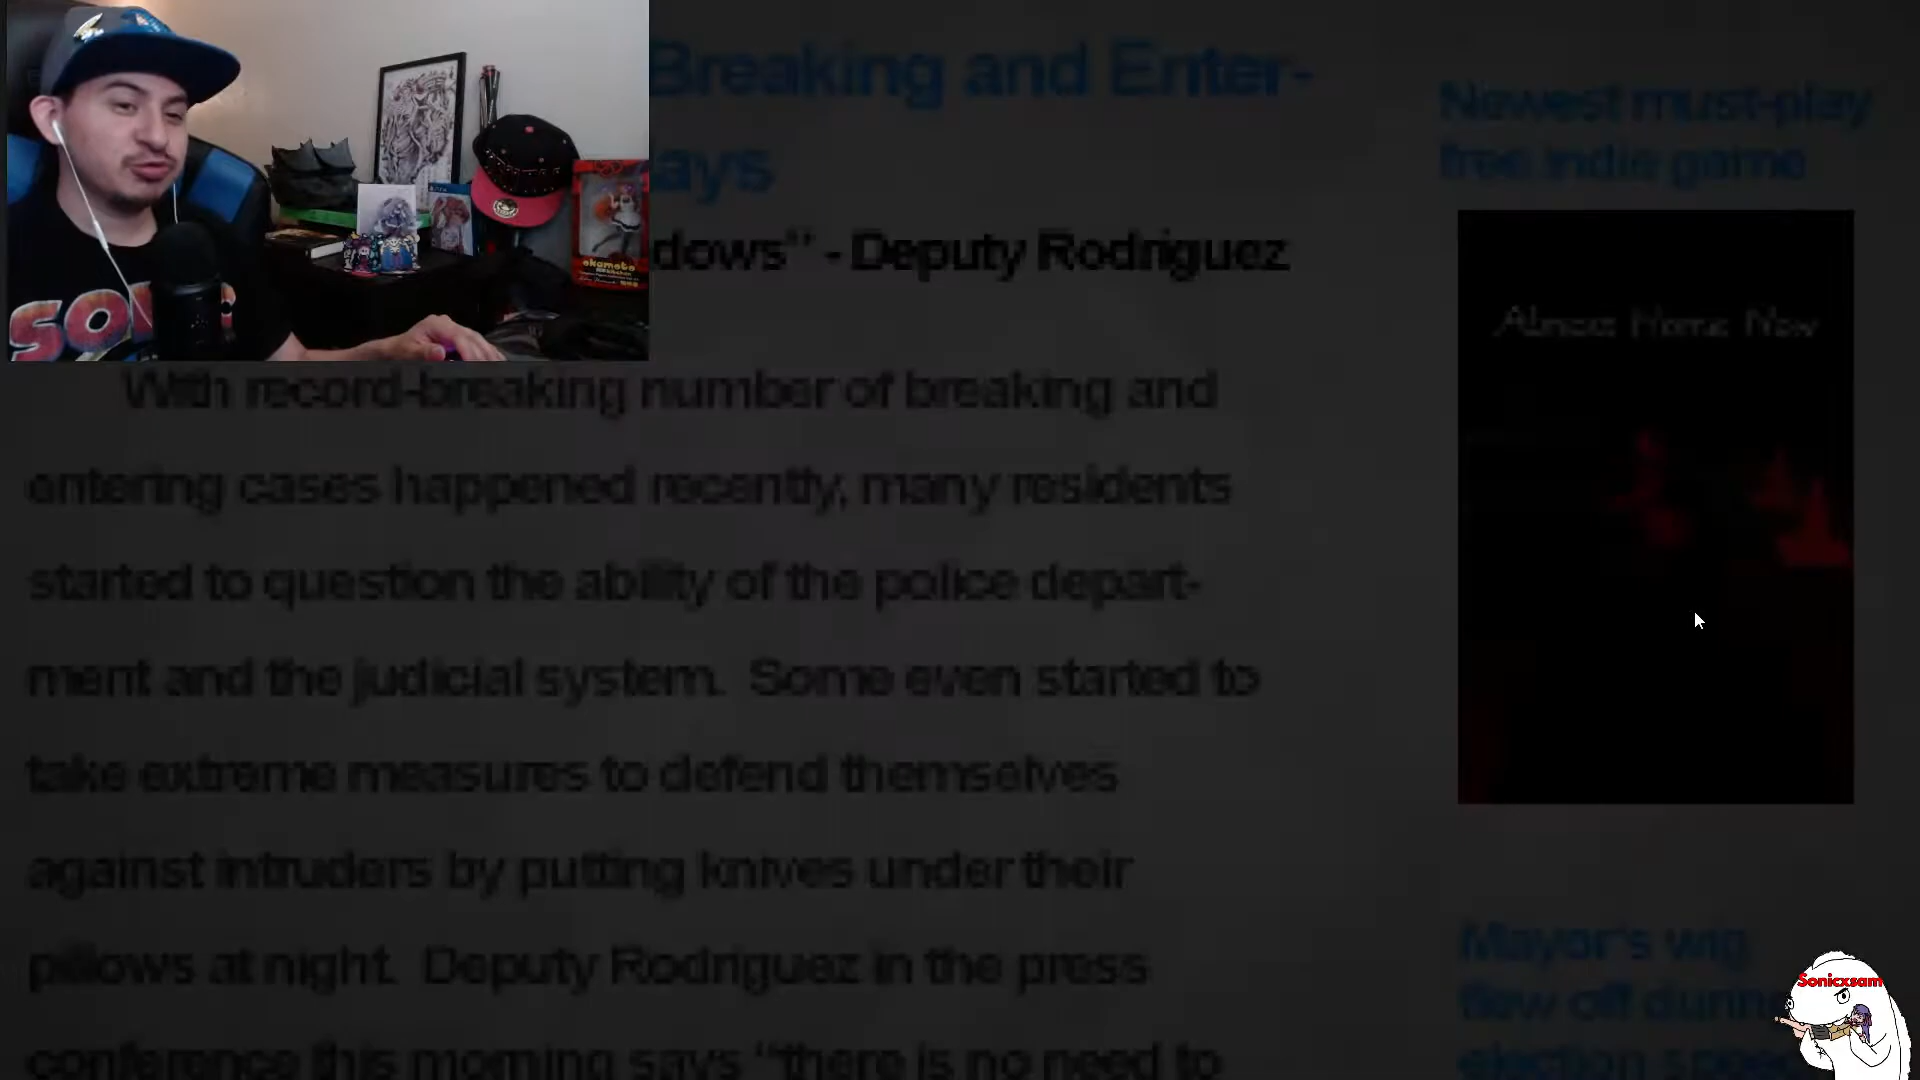 Breaking and Enter-
ays
dows" - Deputy Rodriguez
With record-breaking number of breaking and
entering cases happened recently, many residents
started to question the ability of the police depart-
ment and the judicial system. Some even started to
take extreme measures to defend themselves
against intruders by putting knives under their
pillows at night. Deputy Rodriguez in the press
conference this morning says "there is no need to
Newest must-play
free indie game
Almost Home Now
Mayor's wig
flew off during
election speec
SONIC
okamoto
Sonicxsam